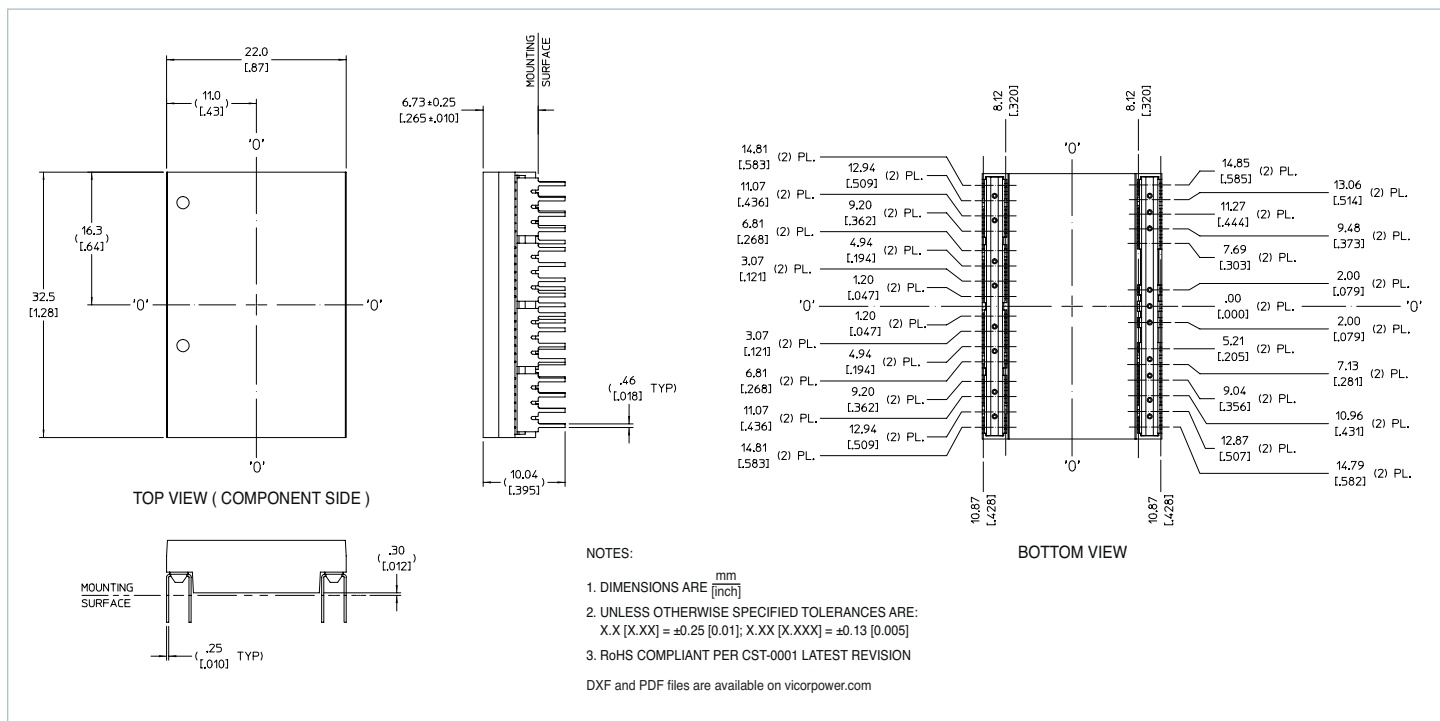 22.0
[.87]
( 11.0 )
[.43]
'0'
16.3
( [.64] )
32.5
[1.28]
'0'
'0'
'0'
TOP VIEW ( COMPONENT SIDE )
MOUNTING
SURFACE
6.73 ±0.25
[.265 ±.010]
( .46 TYP )
[.018]
( 10.04 )
[.395]
MOUNTING
SURFACE
( .30 )
[.012]
( .25 TYP)
[.010]
8.12
[.320]
8.12
[.320]
'0'
14.81
[.583] (2) PL.
12.94
[.509] (2) PL.
11.07
[.436] (2) PL.
9.20
[.362] (2) PL.
6.81
[.268] (2) PL.
4.94
[.194] (2) PL.
3.07
[.121] (2) PL.
1.20
[.047] (2) PL.
'0'
1.20
[.047] (2) PL.
3.07
[.121] (2) PL.
4.94
[.194] (2) PL.
6.81
[.268] (2) PL.
9.20
[.362] (2) PL.
11.07
[.436] (2) PL.
12.94
[.509] (2) PL.
14.81
[.583] (2) PL.
14.85
[.585] (2) PL.
13.06
[.514] (2) PL.
11.27
[.444] (2) PL.
9.48
[.373] (2) PL.
7.69
[.303] (2) PL.
2.00
[.079] (2) PL.
.00
[.000] (2) PL.
'0'
2.00
[.079] (2) PL.
5.21
[.205] (2) PL.
7.13
[.281] (2) PL.
9.04
[.356] (2) PL.
10.96
[.431] (2) PL.
12.87
[.507] (2) PL.
14.79
[.582] (2) PL.
'0'
10.87
[.428]
10.87
[.428]
BOTTOM VIEW
NOTES:
1. DIMENSIONS ARE mm
[inch]
2. UNLESS OTHERWISE SPECIFIED TOLERANCES ARE:
X.X [X.XX] = ±0.25 [0.01]; X.XX [X.XXX] = ±0.13 [0.005]
3. RoHS COMPLIANT PER CST-0001 LATEST REVISION
DXF and PDF files are available on vicorpower.com